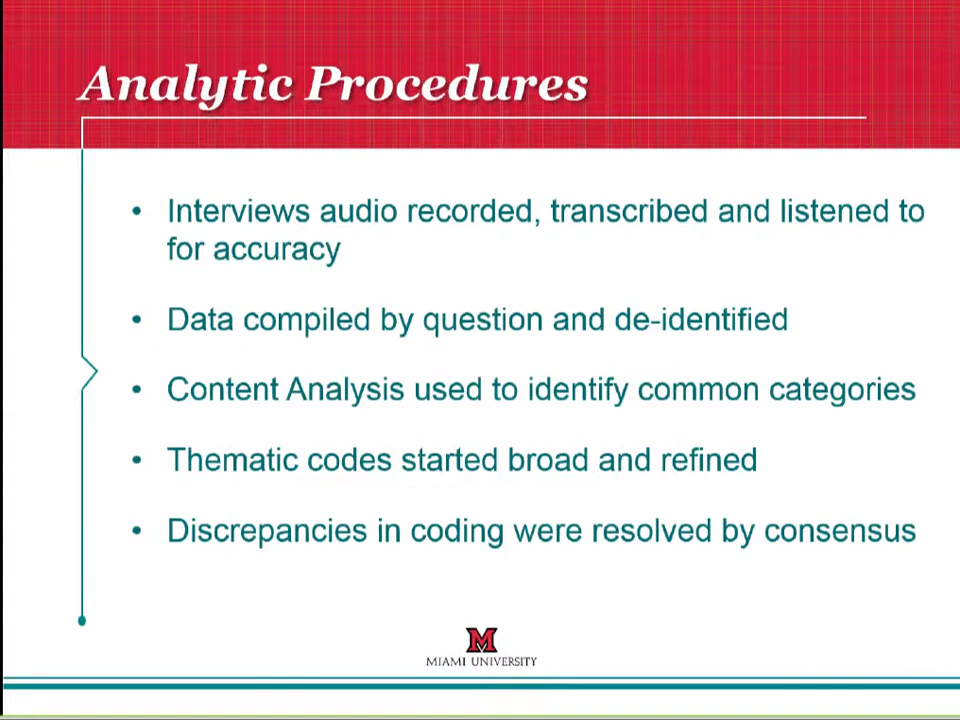 Analytic Procedures
• Interviews audio recorded, transcribed and listened to
for accuracy
• Data compiled by question and de-identified
• Content Analysis used to identify common categories
• Thematic codes started broad and refined
• Discrepancies in coding were resolved by consensus
M
MIAMI UNIVERSITY